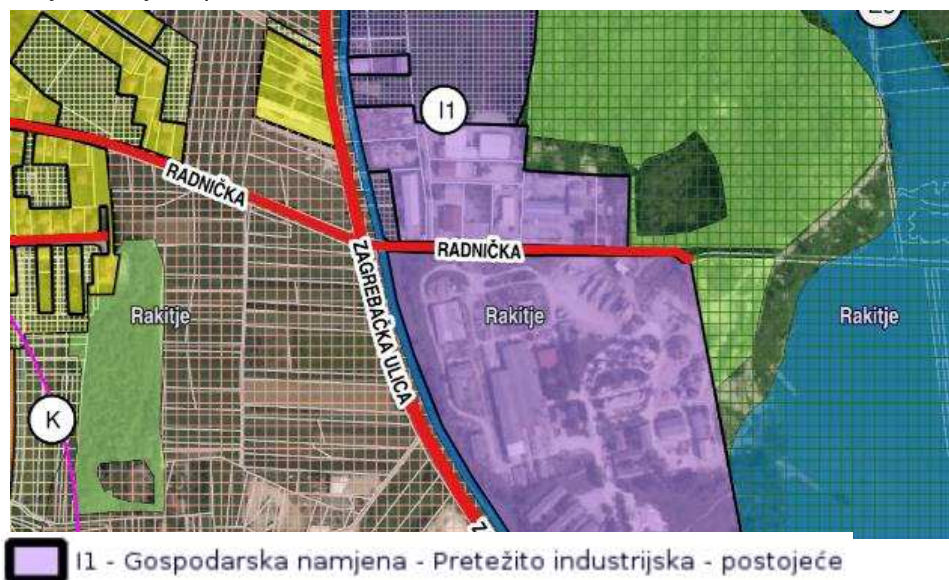 I1
RADNIČKA
RADNIČKA
ZAGREBAČKA ULICA
Rakitje
Rakitje
Rakitje
K
Z
I1 - Gospodarska namjena - Pretežito industrijska - postojeće